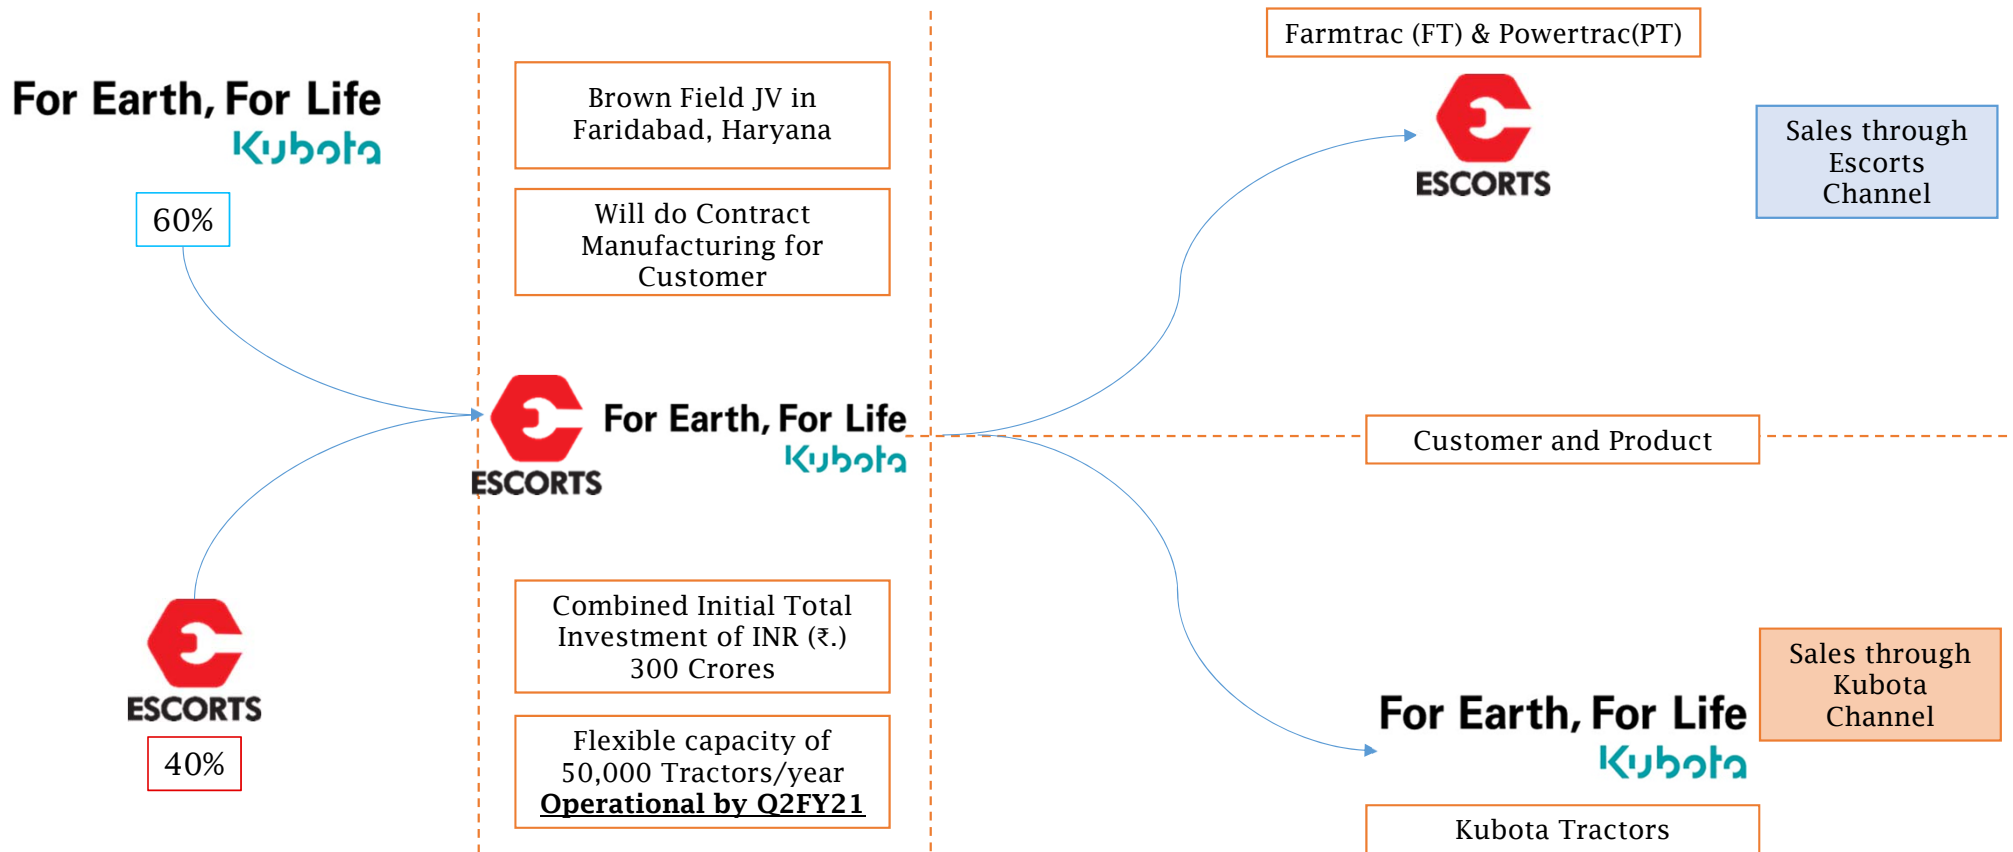 For Earth, For Life
Kubota
60%
ESCORTS
40%
Brown Field JV in
Faridabad, Haryana
Will do Contract
Manufacturing for
Customer
ESCORTS
For Earth, For Life
Kubota
Combined Initial Total
Investment of INR (₹.)
300 Crores
Flexible capacity of
50,000 Tractors/year
Operational by Q2FY21
Farmtrac (FT) & Powertrac(PT)
ESCORTS
Sales through
Escorts
Channel
Customer and Product
For Earth, For Life
Kubota
Sales through
Kubota
Channel
Kubota Tractors